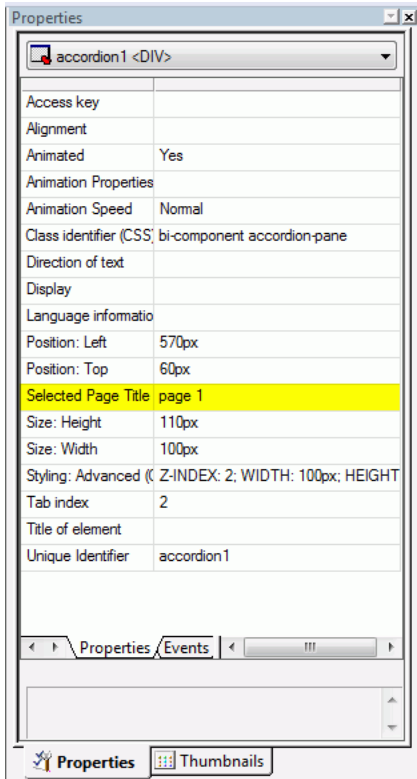 Properties
accordion1 <DIV>
Access key
Alignment
Animated Yes
Animation Properties
Animation Speed Normal
Class identifier (CSS) bi-component accordion-pane
Direction of text
Display
Language informatio
Position: Left 570px
Position: Top 60px
Selected Page Title page 1
Size: Height 110px
Size: Width 100px
Styling: Advanced (C Z-INDEX: 2; WIDTH: 100px; HEIGHT
Tab index 2
Title of element
Unique Identifier accordion1
Properties Events
Properties Thumbnails